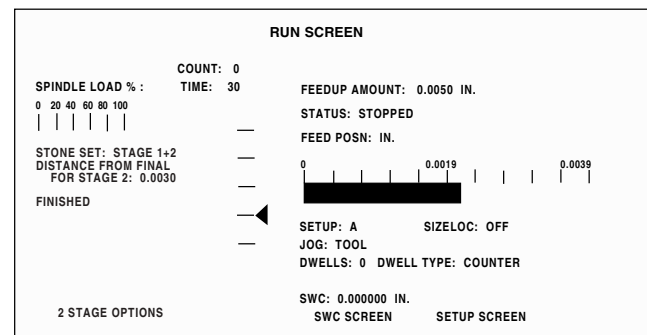 RUN SCREEN
COUNT: 0
SPINDLE LOAD % : TIME: 30
0 20 40 60 80 100
STONE SET: STAGE 1+2
DISTANCE FROM FINAL
FOR STAGE 2: 0.0030
FINISHED
2 STAGE OPTIONS
FEEDUP AMOUNT: 0.0050 IN.
STATUS: STOPPED
FEED POSN: IN.
0 0.0019 0.0039
SETUP: A SIZELOC: OFF
JOG: TOOL
DWELLS: 0 DWELL TYPE: COUNTER
SWC: 0.000000 IN.
SWC SCREEN SETUP SCREEN